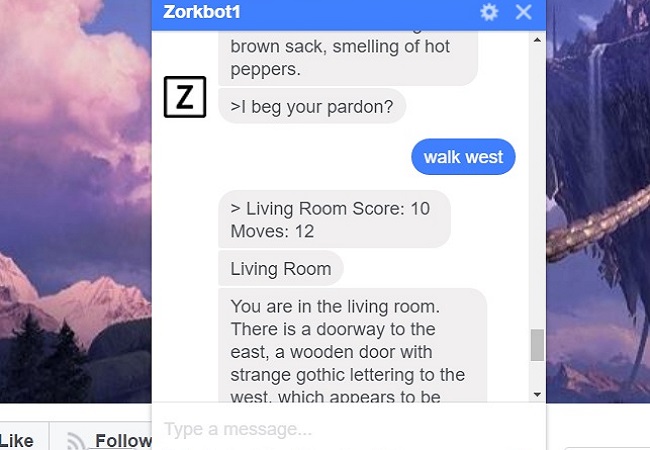 Zorkbot1
brown sack, smelling of hot
peppers.
Z
>I beg your pardon?
walk west
> Living Room Score: 10
Moves: 12
Living Room
You are in the living room.
There is a doorway to the
east, a wooden door with
strange gothic lettering to the
west, which appears to be
Type a message...
Like
Follow